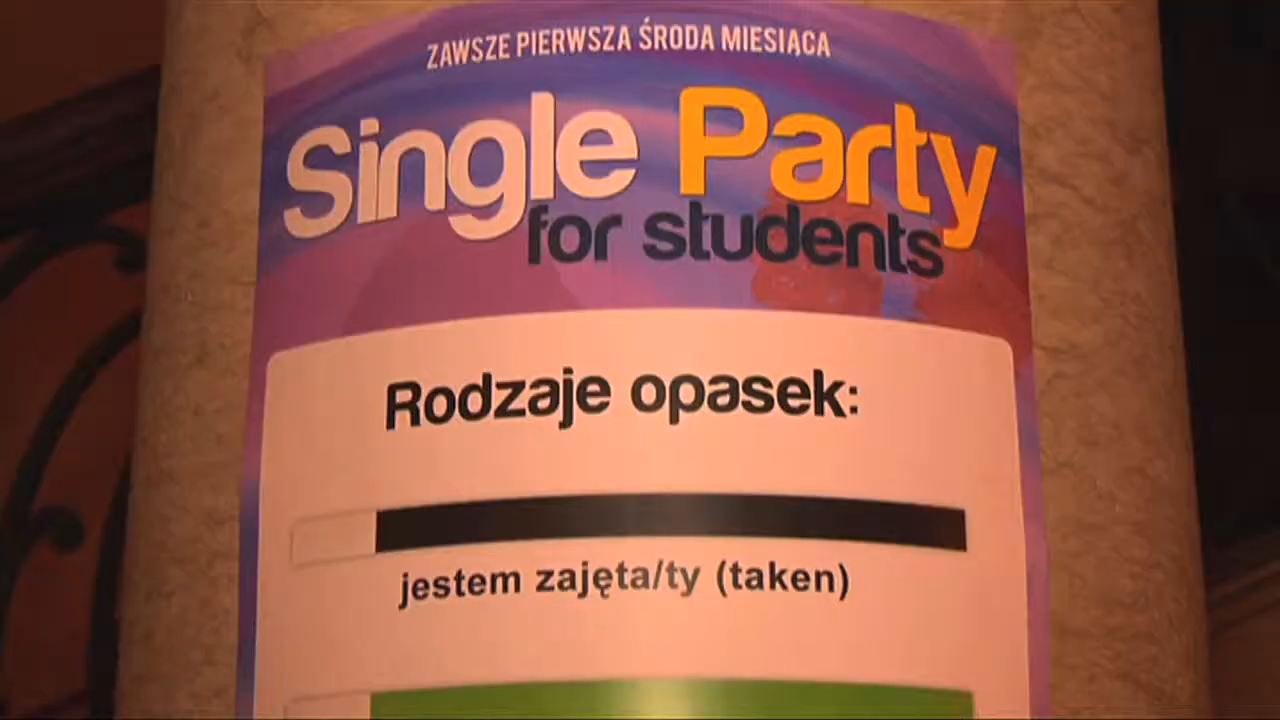 ZAWSZE PIERWSZA ŚRODA MIESIĄCA
Single Party
for students
Rodzaje opasek:
jestem zajęta/ty (taken)